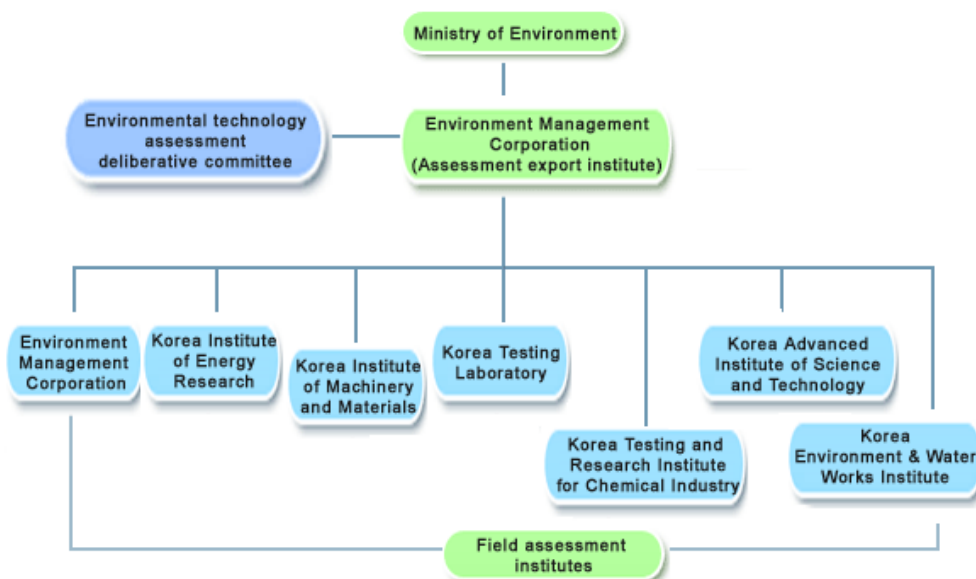 Ministry of Environment
Environmental technology
assessment
deliberative committee
Environment Management
Corporation
(Assessment export institute)
Environment
Management
Corporation
Korea Institute
of Energy
Research
Korea Institute
of Machinery
and Materials
Korea Testing
Laboratory
Korea Testing and
Research Institute
for Chemical Industry
Korea Advanced
Institute of Science
and Technology
Korea
Environment & Water
Works Institute
Field assessment
institutes